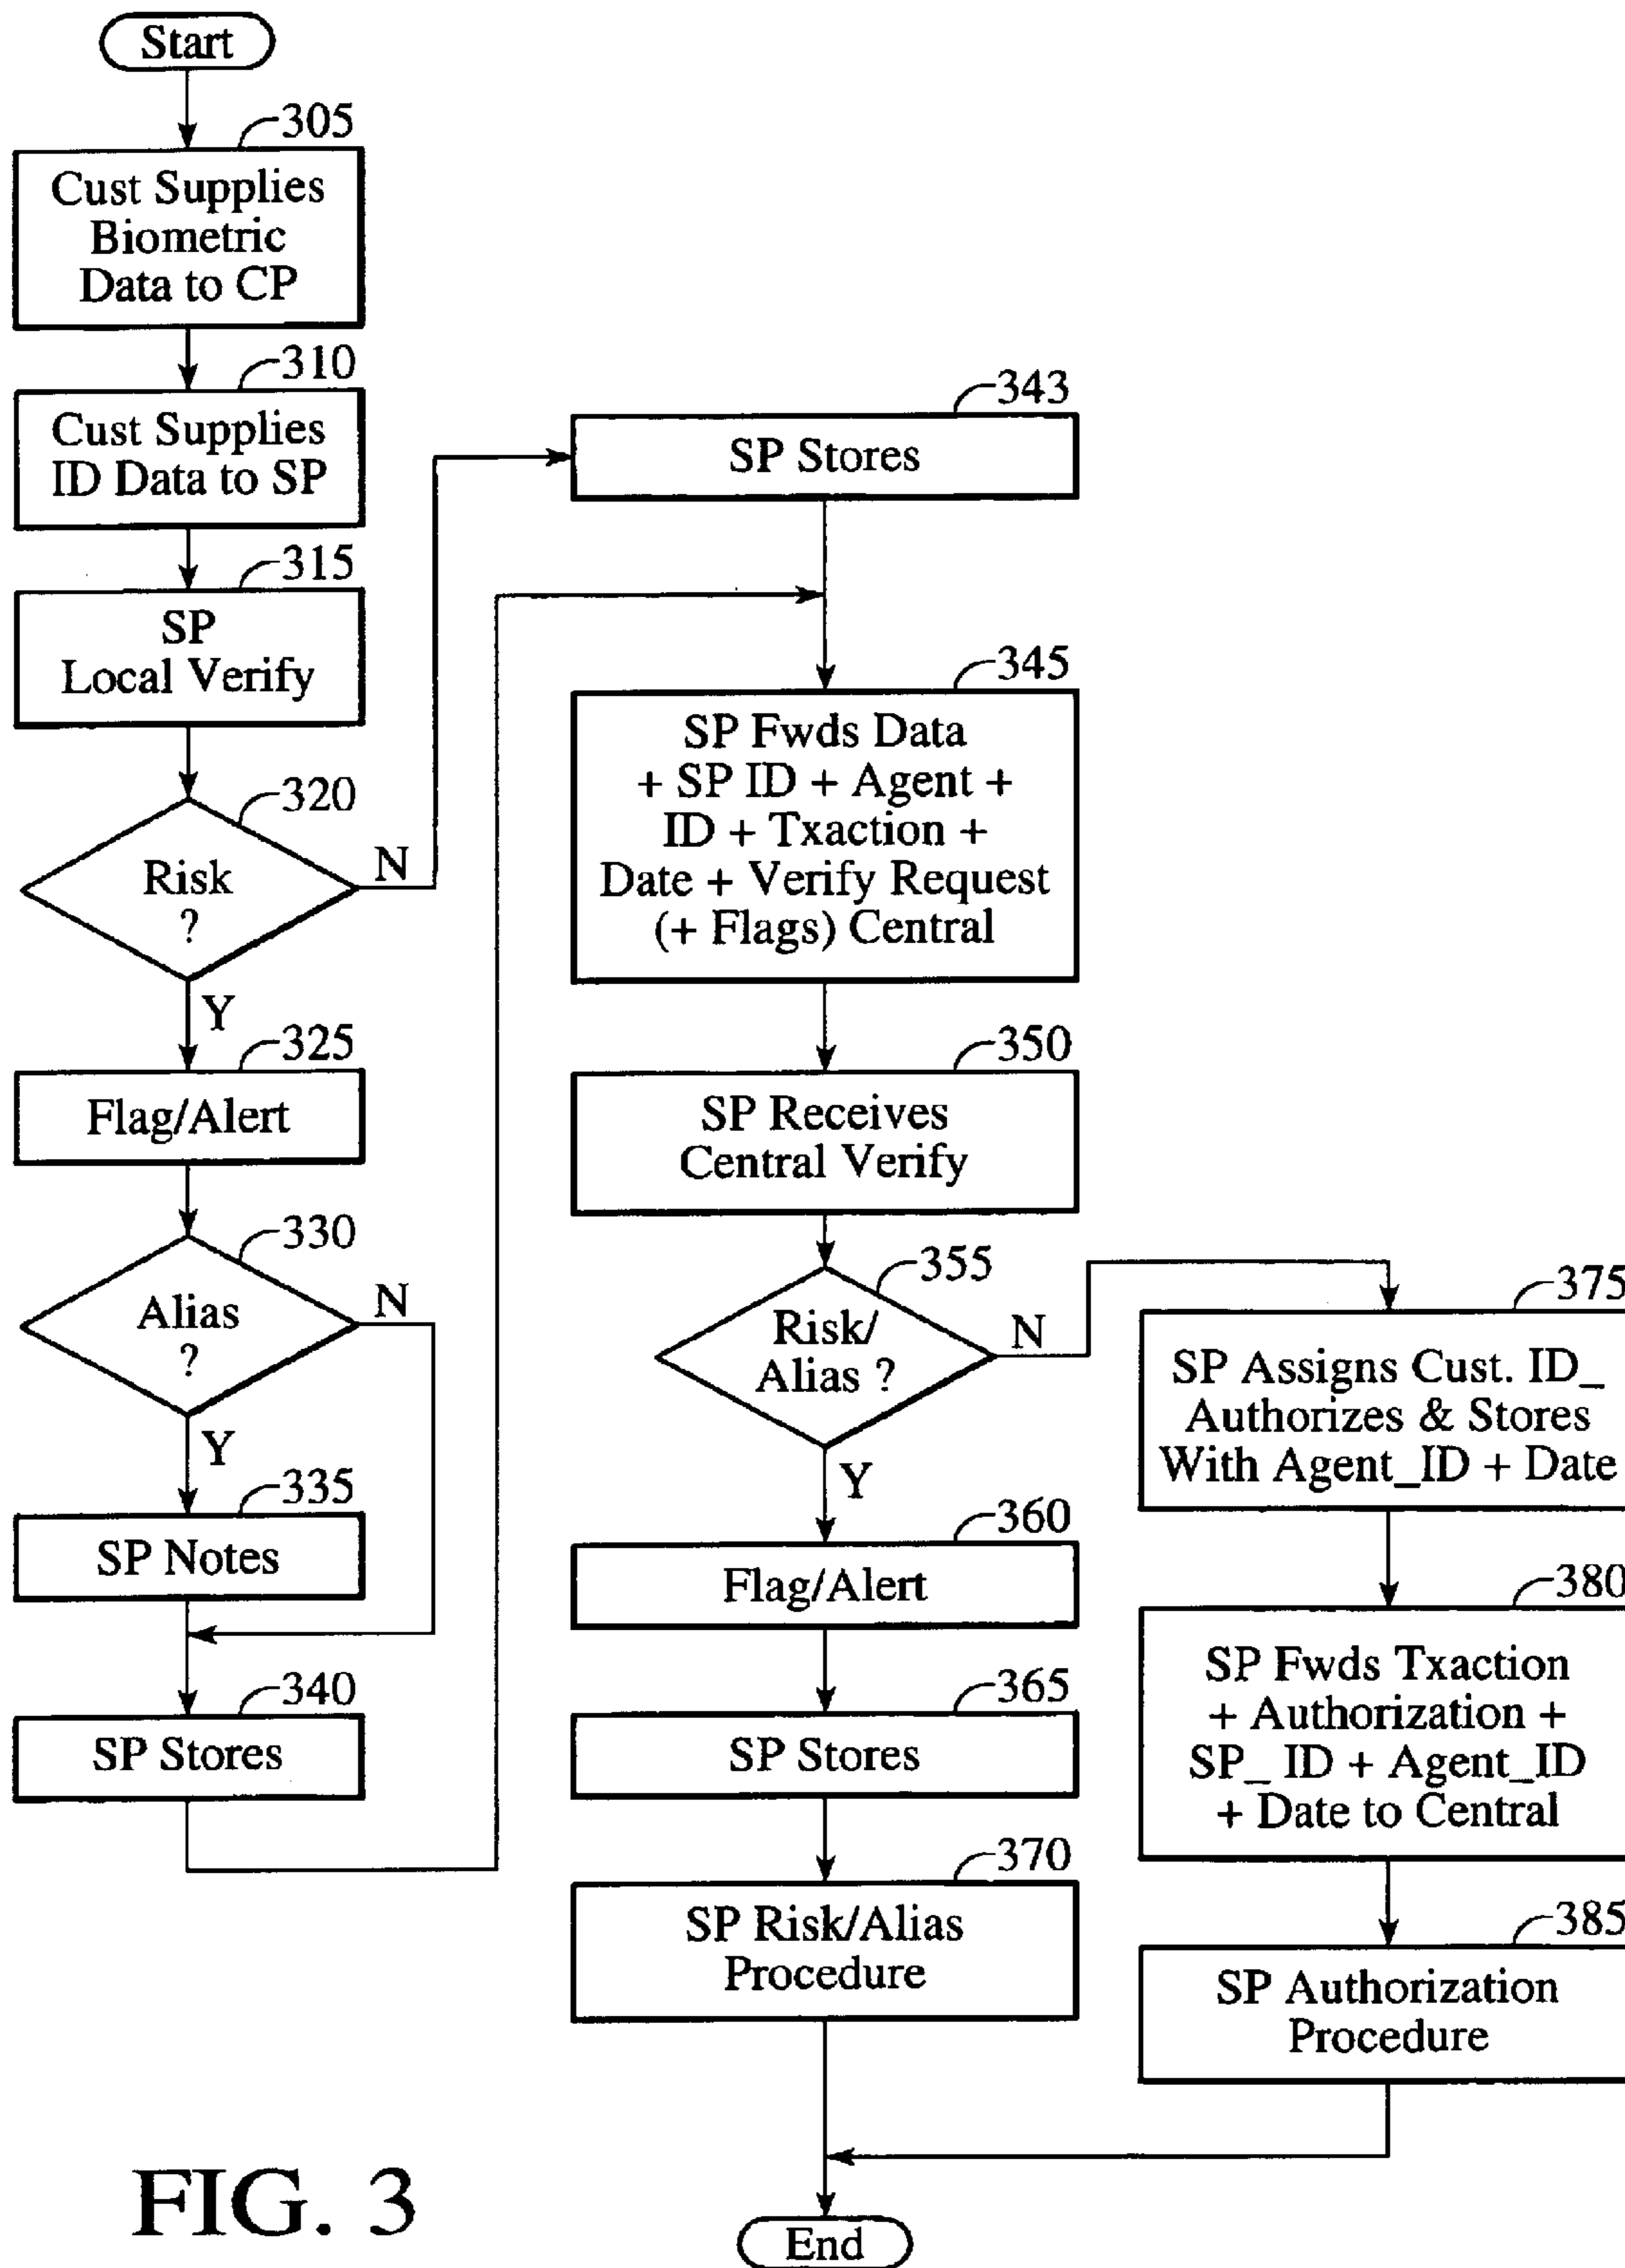 Start
305
Cust Supplies
Biometric
Data to CP
310
Cust Supplies
ID Data to SP
315
SP
Local Verify
320
Risk
?
N
Y
325
Flag/Alert
330
Alias
?
N
Y
335
SP Notes
340
SP Stores
343
SP Stores
345
SP Fwds Data
+ SP ID + Agent +
ID + Txaction +
Date + Verify Request
(+ Flags) Central
350
SP Receives
Central Verify
355
Risk/
Alias ?
N
Y
360
Flag/Alert
365
SP Stores
370
SP Risk/Alias
Procedure
375
SP Assigns Cust. ID_
Authorizes & Stores
With Agent_ID + Date
380
SP Fwds Txaction
+ Authorization +
SP_ ID + Agent_ID
+ Date to Central
385
SP Authorization
Procedure
End
FIG. 3